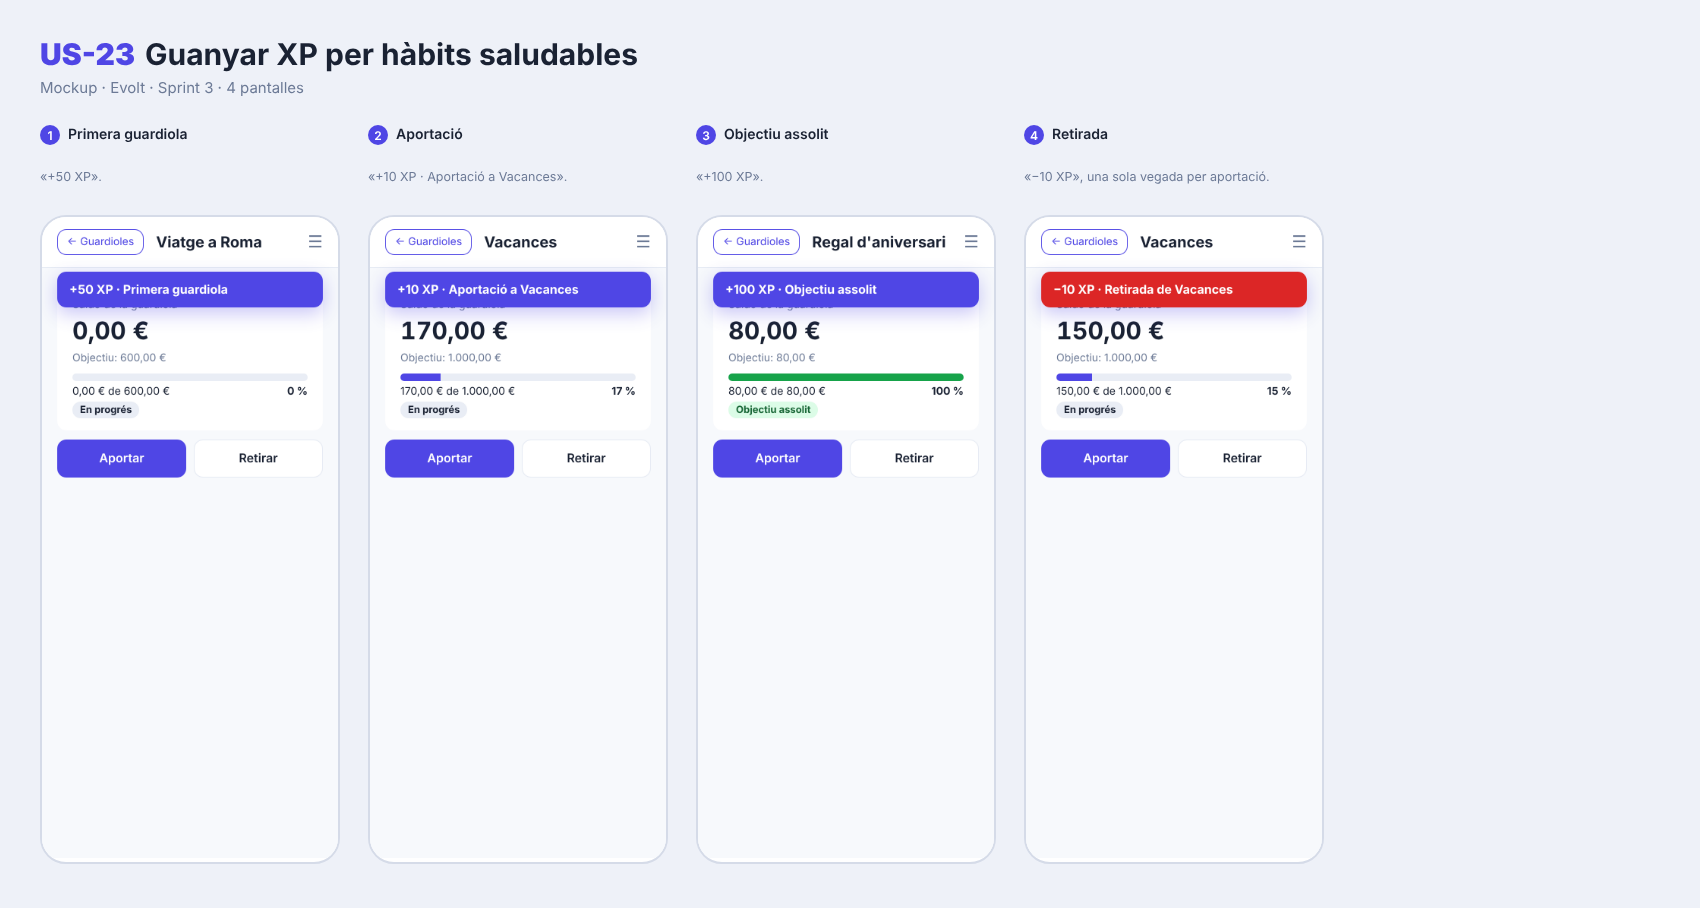 US-23 Guanyar XP per hàbits saludables
Mockup · Evolt · Sprint 3 · 4 pantalles
1 Primera guardiola
«+50 XP».
← Guardioles Viatge a Roma ☰
+50 XP · Primera guardiola
0,00 €
Objectiu: 600,00 €
0,00 € de 600,00 € 0 %
En progrés
Aportar Retirar
2 Aportació
«+10 XP · Aportació a Vacances».
← Guardioles Vacances ☰
+10 XP · Aportació a Vacances
170,00 €
Objectiu: 1.000,00 €
170,00 € de 1.000,00 € 17 %
En progrés
Aportar Retirar
3 Objectiu assolit
«+100 XP».
← Guardioles Regal d'aniversari ☰
+100 XP · Objectiu assolit
80,00 €
Objectiu: 80,00 €
80,00 € de 80,00 € 100 %
Objectiu assolit
Aportar Retirar
4 Retirada
«−10 XP», una sola vegada per aportació.
← Guardioles Vacances ☰
−10 XP · Retirada de Vacances
150,00 €
Objectiu: 1.000,00 €
150,00 € de 1.000,00 € 15 %
En progrés
Aportar Retirar